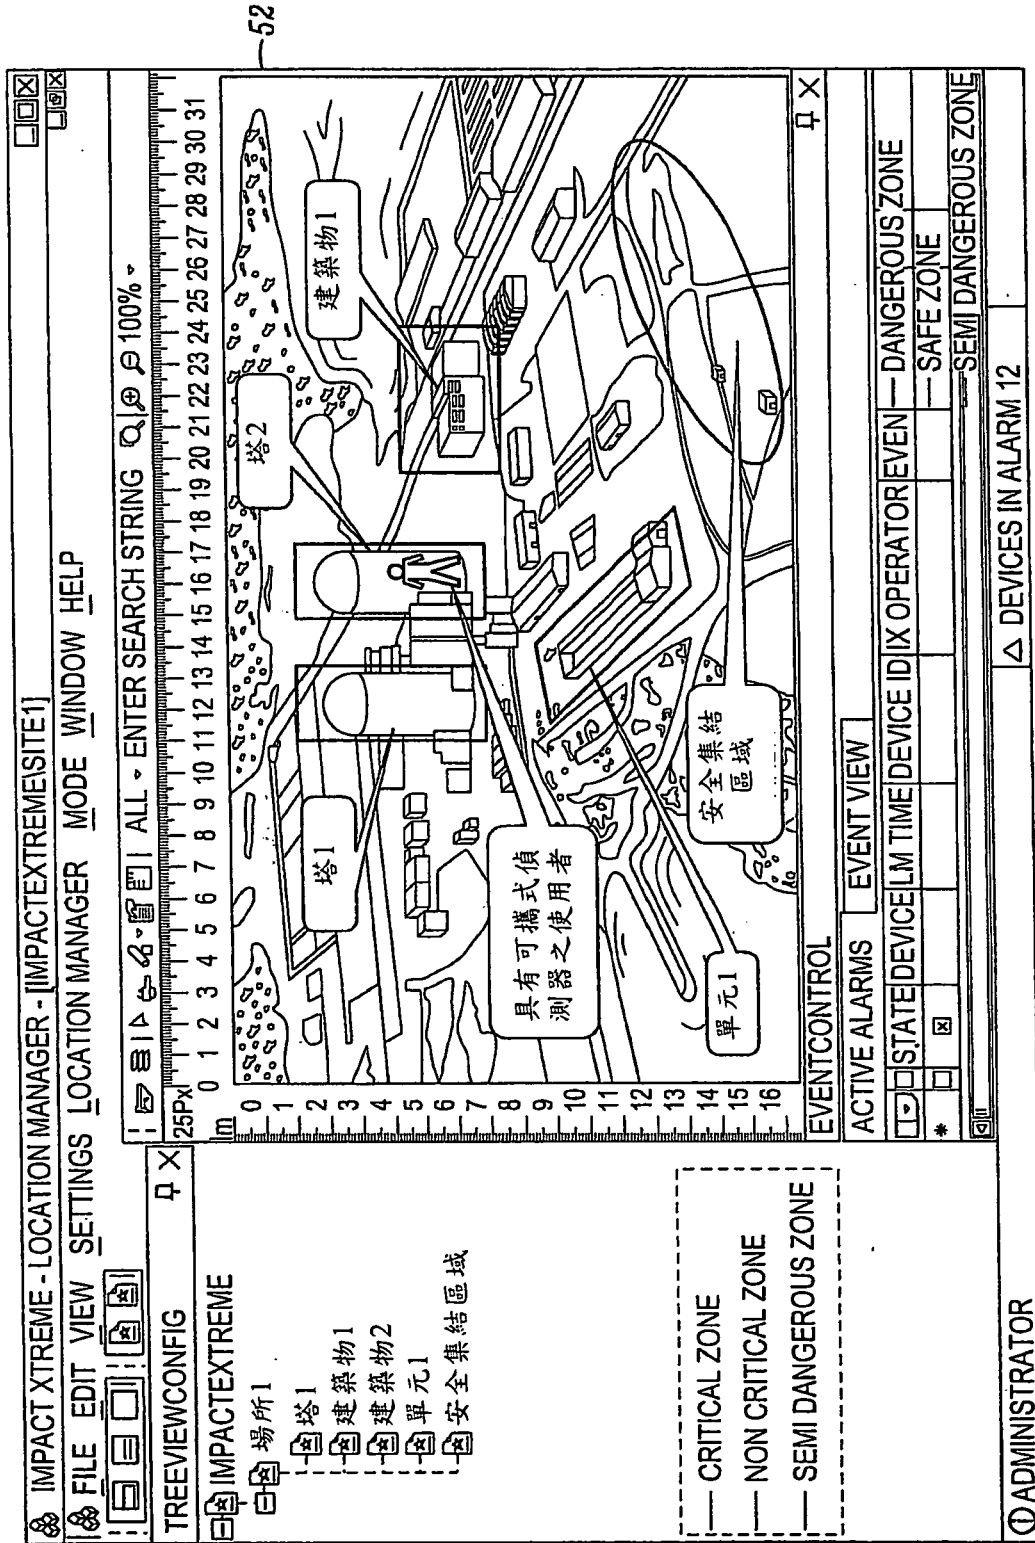 52
IMPACT XTREME - LOCATION MANAGER - [IMPACTEXTREME\SITE1]
FILE EDIT VIEW SETTINGS LOCATION MANAGER MODE WINDOW HELP
ALL ENTER SEARCH STRING 100%
TREEVIEWCONFIG
IMPACTEXTREME
場所1
塔1
建築物1
建築物2
單元1
安全集結區域
CRITICAL ZONE
NON CRITICAL ZONE
SEMI DANGEROUS ZONE
25Px 0 1 2 3 4 5 6 7 8 9 10 11 12 13 14 15 16 17 18 19 20 21 22 23 24 25 26 27 28 29 30 31
lm
0
1
2
3
4
5
6
7
8
9
10
11
12
13
14
15
16
塔1
塔2
建築物1
具有可攜式偵
測器之使用者
單元1
安全集結
區域
EVENTCONTROL
ACTIVE ALARMS EVENT VIEW
STATE DEVICE LM TIME DEVICE ID IX OPERATOR EVEN
*
DANGEROUS ZONE
SAFE ZONE
SEMI DANGEROUS ZONE
ADMINISTRATOR
DEVICES IN ALARM 12